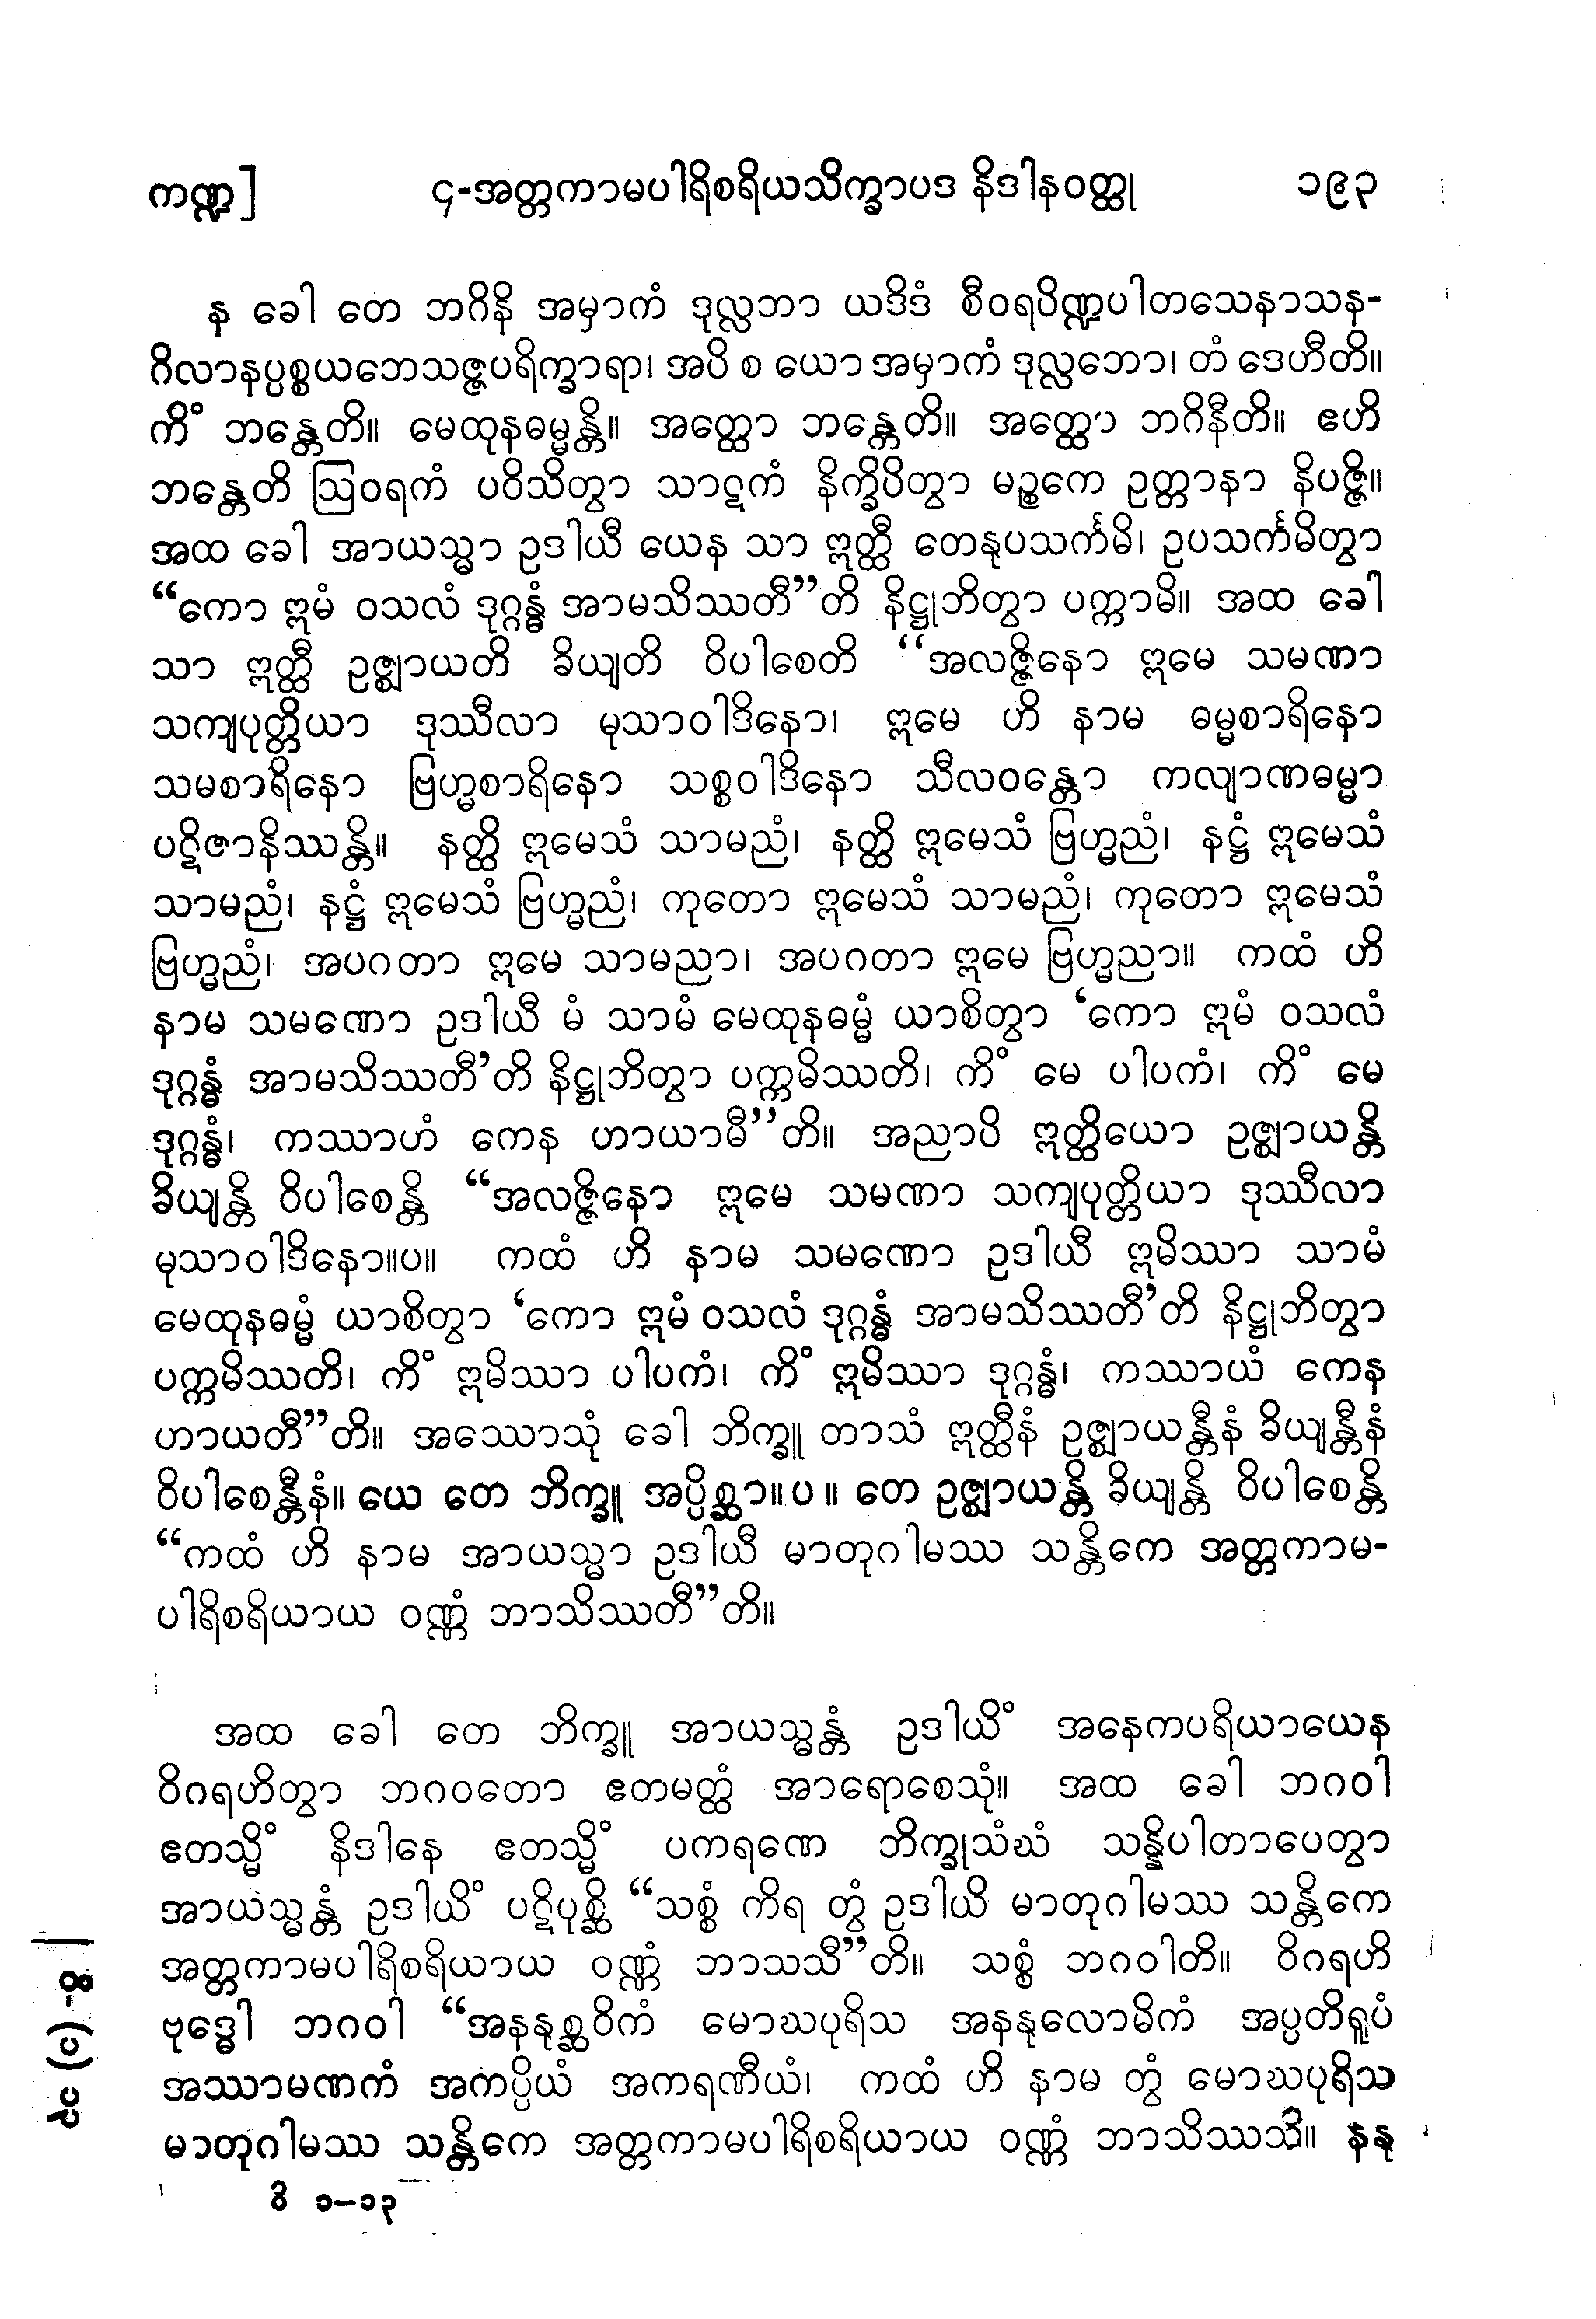 ကဏ္ဍ] ၄-အတ္တကာမပါရိစရိယသိက္ခာပဒ နိဒါနဝတ္ထု ၁၉၃
န ခေါ တေ ဘဂိနိ အမှာကံ ဒုလ္လဘာ ယဒိဒံ စီဝရပိဏ္ဍပါတသေနာသန-
ဂိလာနပ္ပစ္စယဘေသဇ္ဇပရိက္ခာရာ၊ အပိ စ ယော အမှာကံ ဒုလ္လဘော၊ တံ ဒေဟီတိ။
ကိံ ဘန္တေတိ။ မေထုနဓမ္မန္တိ။ အတ္ထော ဘန္တေတိ။ အတ္ထော ဘဂိနီတိ။ ဧဟိ
ဘန္တေတိ ဩဝရကံ ပဝိသိတွာ သာဋကံ နိက္ခိပိတွာ မဉ္စကေ ဥတ္တာနာ နိပဇ္ဇိ။
အထ ခေါ အာယသ္မာ ဥဒါယီ ယေန သာ ဣတ္ထီ တေနုပသင်္ကမိ၊ ဥပသင်္ကမိတွာ
“ကော ဣမံ ဝသလံ ဒုဂ္ဂန္ဓံ အာမသိဿတီ”တိ နိဋ္ဌုဘိတွာ ပက္ကာမိ။ အထ ခေါ
သာ ဣတ္ထီ ဥဇ္ဈာယတိ ခိယျတိ ဝိပါစေတိ “အလဇ္ဇိနော ဣမေ သမဏာ
သကျပုတ္တိယာ ဒုဿီလာ မုသာဝါဒိနော၊ ဣမေ ဟိ နာမ ဓမ္မစာရိနော
သမစာရိနော ဗြဟ္မစာရိနော သစ္စဝါဒိနော သီလဝန္တော ကလျာဏဓမ္မာ
ပဋိဇာနိဿန္တိ။ နတ္ထိ ဣမေသံ သာမညံ၊ နတ္ထိ ဣမေသံ ဗြဟ္မညံ၊ နဋ္ဌံ ဣမေသံ
သာမညံ၊ နဋ္ဌံ ဣမေသံ ဗြဟ္မညံ၊ ကုတော ဣမေသံ သာမညံ၊ ကုတော ဣမေသံ
ဗြဟ္မညံ၊ အပဂတာ ဣမေ သာမညာ၊ အပဂတာ ဣမေ ဗြဟ္မညာ။ ကထံ ဟိ
နာမ သမဏော ဥဒါယီ မံ သာမံ မေထုနဓမ္မံ ယာစိတွာ ‘ကော ဣမံ ဝသလံ
ဒုဂ္ဂန္ဓံ အာမသိဿတီ’တိ နိဋ္ဌုဘိတွာ ပက္ကမိဿတိ၊ ကိံ မေ ပါပကံ၊ ကိံ မေ
ဒုဂ္ဂန္ဓံ၊ ကဿာဟံ ကေန ဟာယာမီ”တိ။ အညာပိ ဣတ္ထိယော ဥဇ္ဈာယန္တိ
ခိယျန္တိ ဝိပါစေန္တိ “အလဇ္ဇိနော ဣမေ သမဏာ သကျပုတ္တိယာ ဒုဿီလာ
မုသာဝါဒိနော။ပ။ ကထံ ဟိ နာမ သမဏော ဥဒါယီ ဣမိဿာ သာမံ
မေထုနဓမ္မံ ယာစိတွာ ‘ကော ဣမံ ဝသလံ ဒုဂ္ဂန္ဓံ အာမသိဿတီ’တိ နိဋ္ဌုဘိတွာ
ပက္ကမိဿတိ၊ ကိံ ဣမိဿာ ပါပကံ၊ ကိံ ဣမိဿာ ဒုဂ္ဂန္ဓံ၊ ကဿာယံ ကေန
ဟာယတီ”တိ။ အဿောသုံ ခေါ ဘိက္ခူ တာသံ ဣတ္ထီနံ ဥဇ္ဈာယန္တီနံ ခိယျန္တီနံ
ဝိပါစေန္တီနံ။ ယေ တေ ဘိက္ခူ အပ္ပိစ္ဆာ။ပ။ တေ ဥဇ္ဈာယန္တိ ခိယျန္တိ ဝိပါစေန္တိ
“ကထံ ဟိ နာမ အာယသ္မာ ဥဒါယီ မာတုဂါမဿ သန္တိကေ အတ္တကာမ-
ပါရိစရိယာယ ဝဏ္ဏံ ဘာသိဿတီ”တိ။
အထ ခေါ တေ ဘိက္ခူ အာယသ္မန္တံ ဥဒါယိံ အနေကပရိယာယေန
ဝိဂရဟိတွာ ဘဂဝတော ဧတမတ္ထံ အာရောစေသုံ။ အထ ခေါ ဘဂဝါ
ဧတသ္မိံ နိဒါနေ ဧတသ္မိံ ပကရဏေ ဘိက္ခုသံဃံ သန္နိပါတာပေတွာ
အာယသ္မန္တံ ဥဒါယိံ ပဋိပုစ္ဆိ “သစ္စံ ကိရ တွံ ဥဒါယိ မာတုဂါမဿ သန္တိကေ
အတ္တကာမပါရိစရိယာယ ဝဏ္ဏံ ဘာသသီ”တိ။ သစ္စံ ဘဂဝါတိ။ ဝိဂရဟိ
ဗုဒ္ဓေါ ဘဂဝါ “အနနုစ္ဆဝိကံ မောဃပုရိသ အနနုလောမိကံ အပ္ပတိရူပံ
အဿာမဏကံ အကပ္ပိယံ အကရဏီယံ၊ ကထံ ဟိ နာမ တွံ မောဃပုရိသ
မာတုဂါမဿ သန္တိကေ အတ္တကာမပါရိစရိယာယ ဝဏ္ဏံ ဘာသိဿသိ။ နနု
ဝိ ၁–၁၃